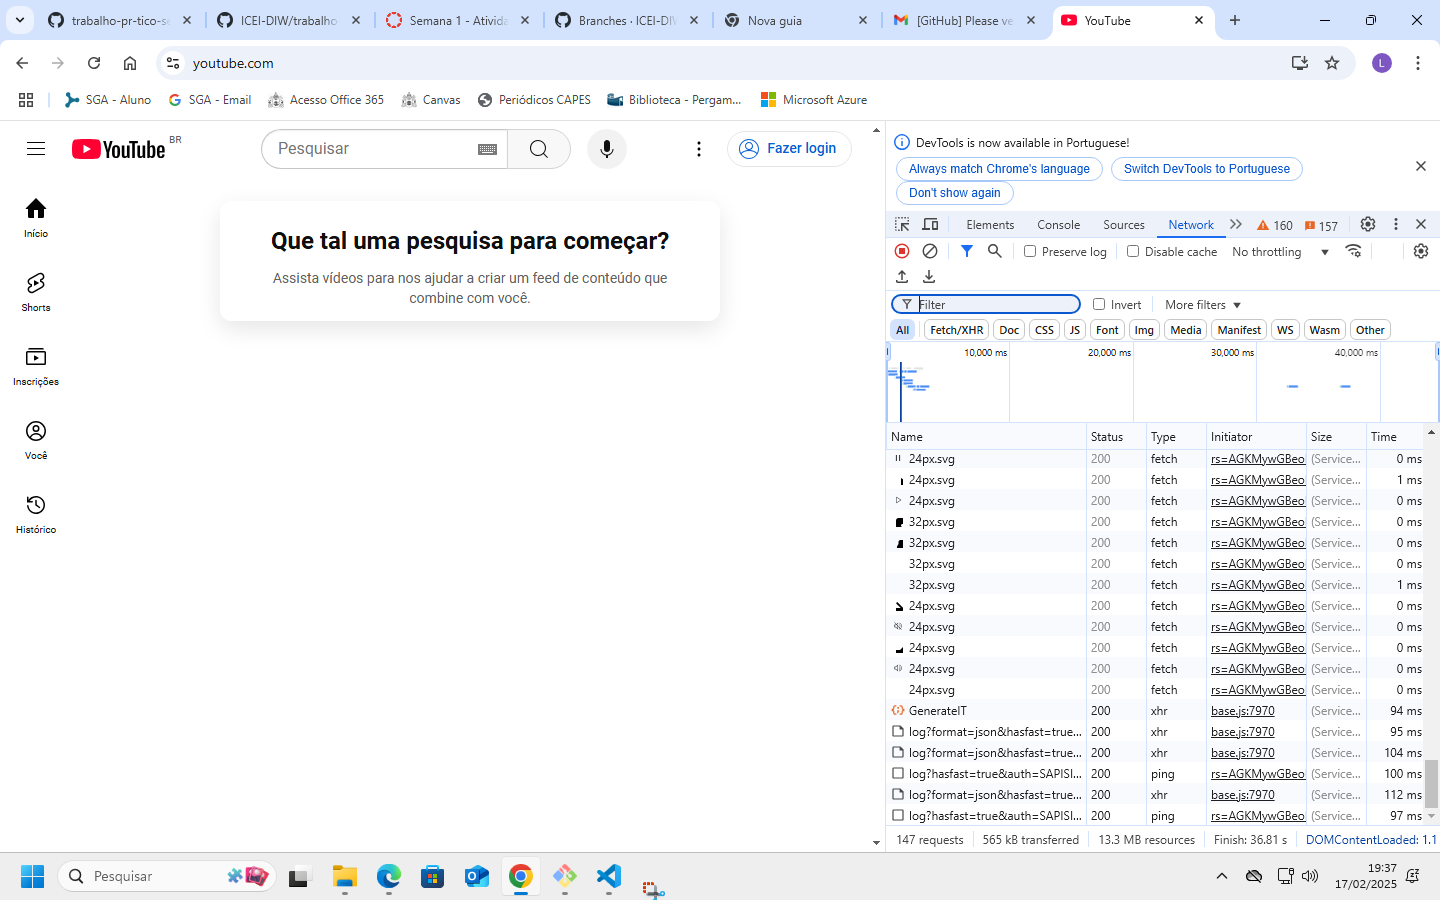 trabalho-pr-tico-se
ICEI-DIW/trabalho
Semana 1 - Ativida
Branches · ICEI-DIW
Nova guia
[GitHub] Please ve
YouTube
youtube.com
L
SGA - Aluno
SGA - Email
Acesso Office 365
Canvas
Periódicos CAPES
Biblioteca - Pergam...
Microsoft Azure
YouTube BR
Pesquisar
Fazer login
Início
Shorts
Inscrições
Você
Histórico
Que tal uma pesquisa para começar?
Assista vídeos para nos ajudar a criar um feed de conteúdo que
combine com você.
DevTools is now available in Portuguese!
Always match Chrome's language
Switch DevTools to Portuguese
Don't show again
Elements Console Sources Network 160 157
Preserve log Disable cache No throttling
Filter Invert More filters
All Fetch/XHR Doc CSS JS Font Img Media Manifest WS Wasm Other
10,000 ms 20,000 ms 30,000 ms 40,000 ms
Name Status Type Initiator Size Time
24px.svg 200 fetch rs=AGKMywGBeo (Service... 0 ms
24px.svg 200 fetch rs=AGKMywGBeo (Service... 1 ms
24px.svg 200 fetch rs=AGKMywGBeo (Service... 0 ms
32px.svg 200 fetch rs=AGKMywGBeo (Service... 0 ms
32px.svg 200 fetch rs=AGKMywGBeo (Service... 0 ms
32px.svg 200 fetch rs=AGKMywGBeo (Service... 0 ms
32px.svg 200 fetch rs=AGKMywGBeo (Service... 1 ms
24px.svg 200 fetch rs=AGKMywGBeo (Service... 0 ms
24px.svg 200 fetch rs=AGKMywGBeo (Service... 0 ms
24px.svg 200 fetch rs=AGKMywGBeo (Service... 0 ms
24px.svg 200 fetch rs=AGKMywGBeo (Service... 0 ms
24px.svg 200 fetch rs=AGKMywGBeo (Service... 0 ms
GenerateIT 200 xhr base.js:7970 (Service... 94 ms
log?format=json&hasfast=true... 200 xhr base.js:7970 (Service... 95 ms
log?format=json&hasfast=true... 200 xhr base.js:7970 (Service... 104 ms
log?hasfast=true&auth=SAPISI... 200 ping rs=AGKMywGBeo (Service... 100 ms
log?format=json&hasfast=true... 200 xhr base.js:7970 (Service... 112 ms
log?hasfast=true&auth=SAPISI... 200 ping rs=AGKMywGBeo (Service... 97 ms
147 requests 565 kB transferred 13.3 MB resources Finish: 36.81 s DOMContentLoaded: 1.1
Pesquisar
19:37
17/02/2025